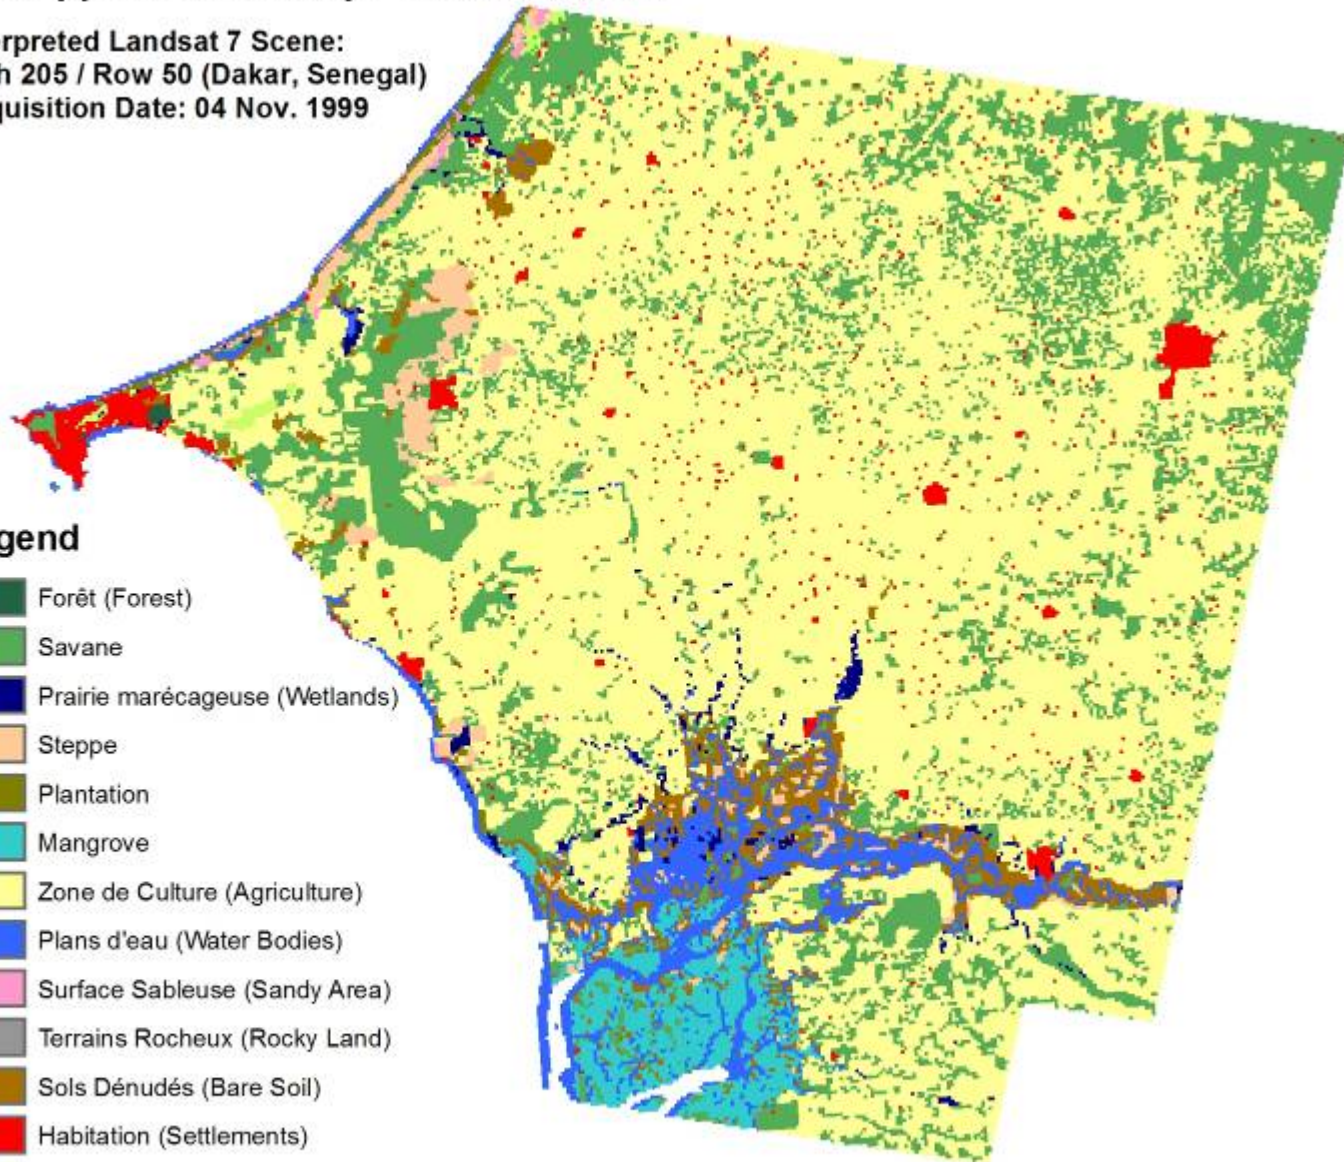 erpreted Landsat 7 Scene:
h 205 / Row 50 (Dakar, Senegal)
quisition Date: 04 Nov. 1999
gend
Forêt (Forest)
Savane
Prairie marécageuse (Wetlands)
Steppe
Plantation
Mangrove
Zone de Culture (Agriculture)
Plans d'eau (Water Bodies)
Surface Sableuse (Sandy Area)
Terrains Rocheux (Rocky Land)
Sols Dénudés (Bare Soil)
Habitation (Settlements)